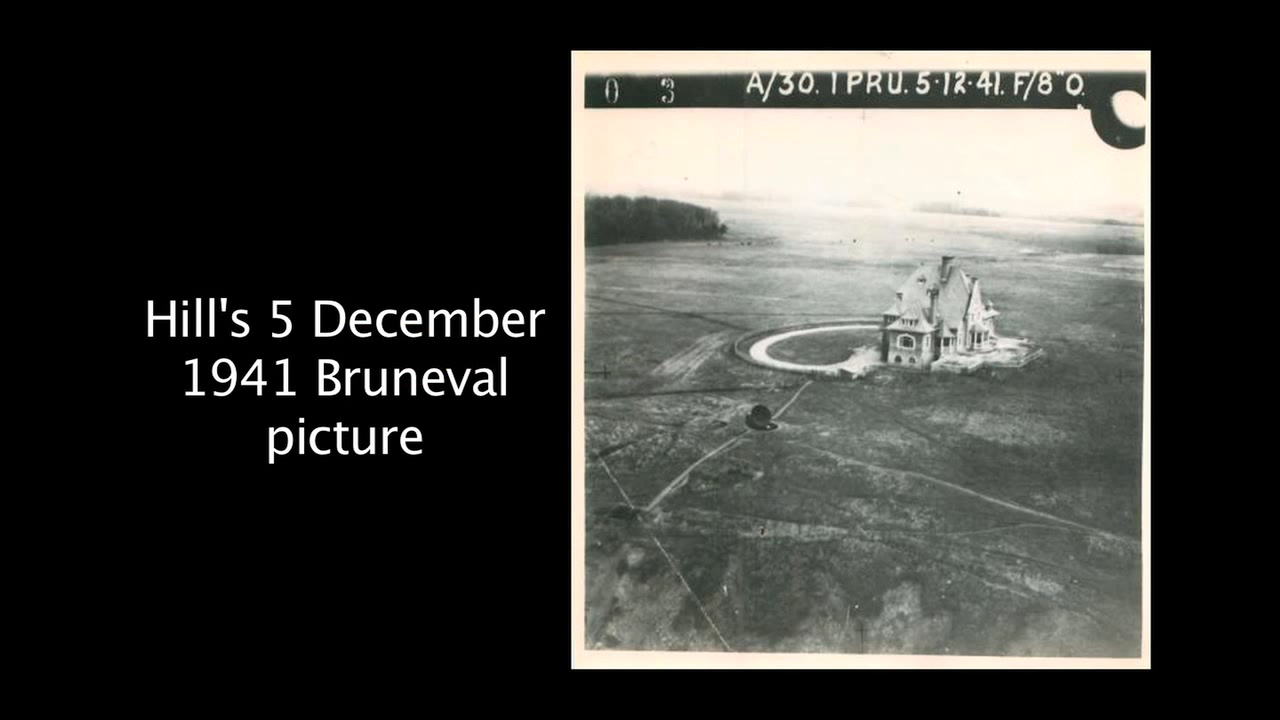 Hill's 5 December
1941 Bruneval
picture
0 3 A/30. 1 PRU. 5·12·41. F/8" O.